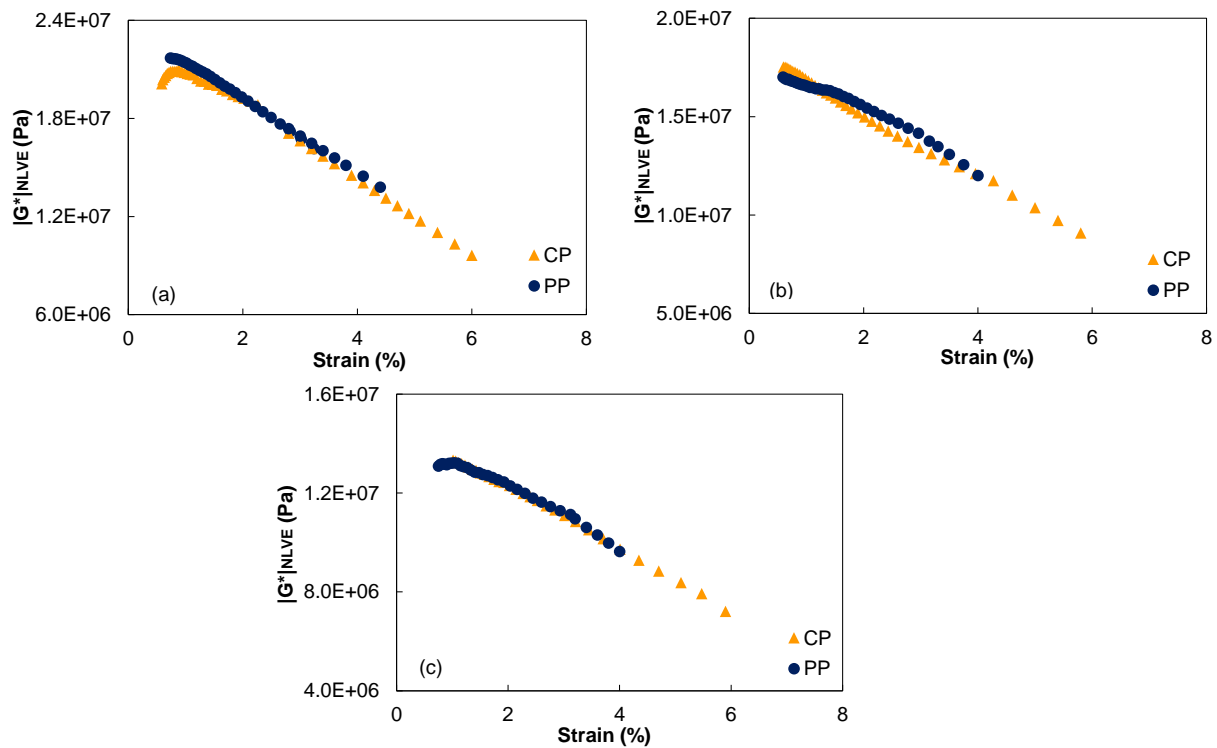 2.4E+07
1.8E+07
1.2E+07
6.0E+06
|G*|NLVE (Pa)
0 2 4 6 8
Strain (%)
CP
PP
(a)
2.0E+07
1.5E+07
1.0E+07
5.0E+06
|G*|NLVE (Pa)
0 2 4 6 8
Strain (%)
CP
PP
(b)
1.6E+07
1.2E+07
8.0E+06
4.0E+06
|G*|NLVE (Pa)
0 2 4 6 8
Strain (%)
CP
PP
(c)